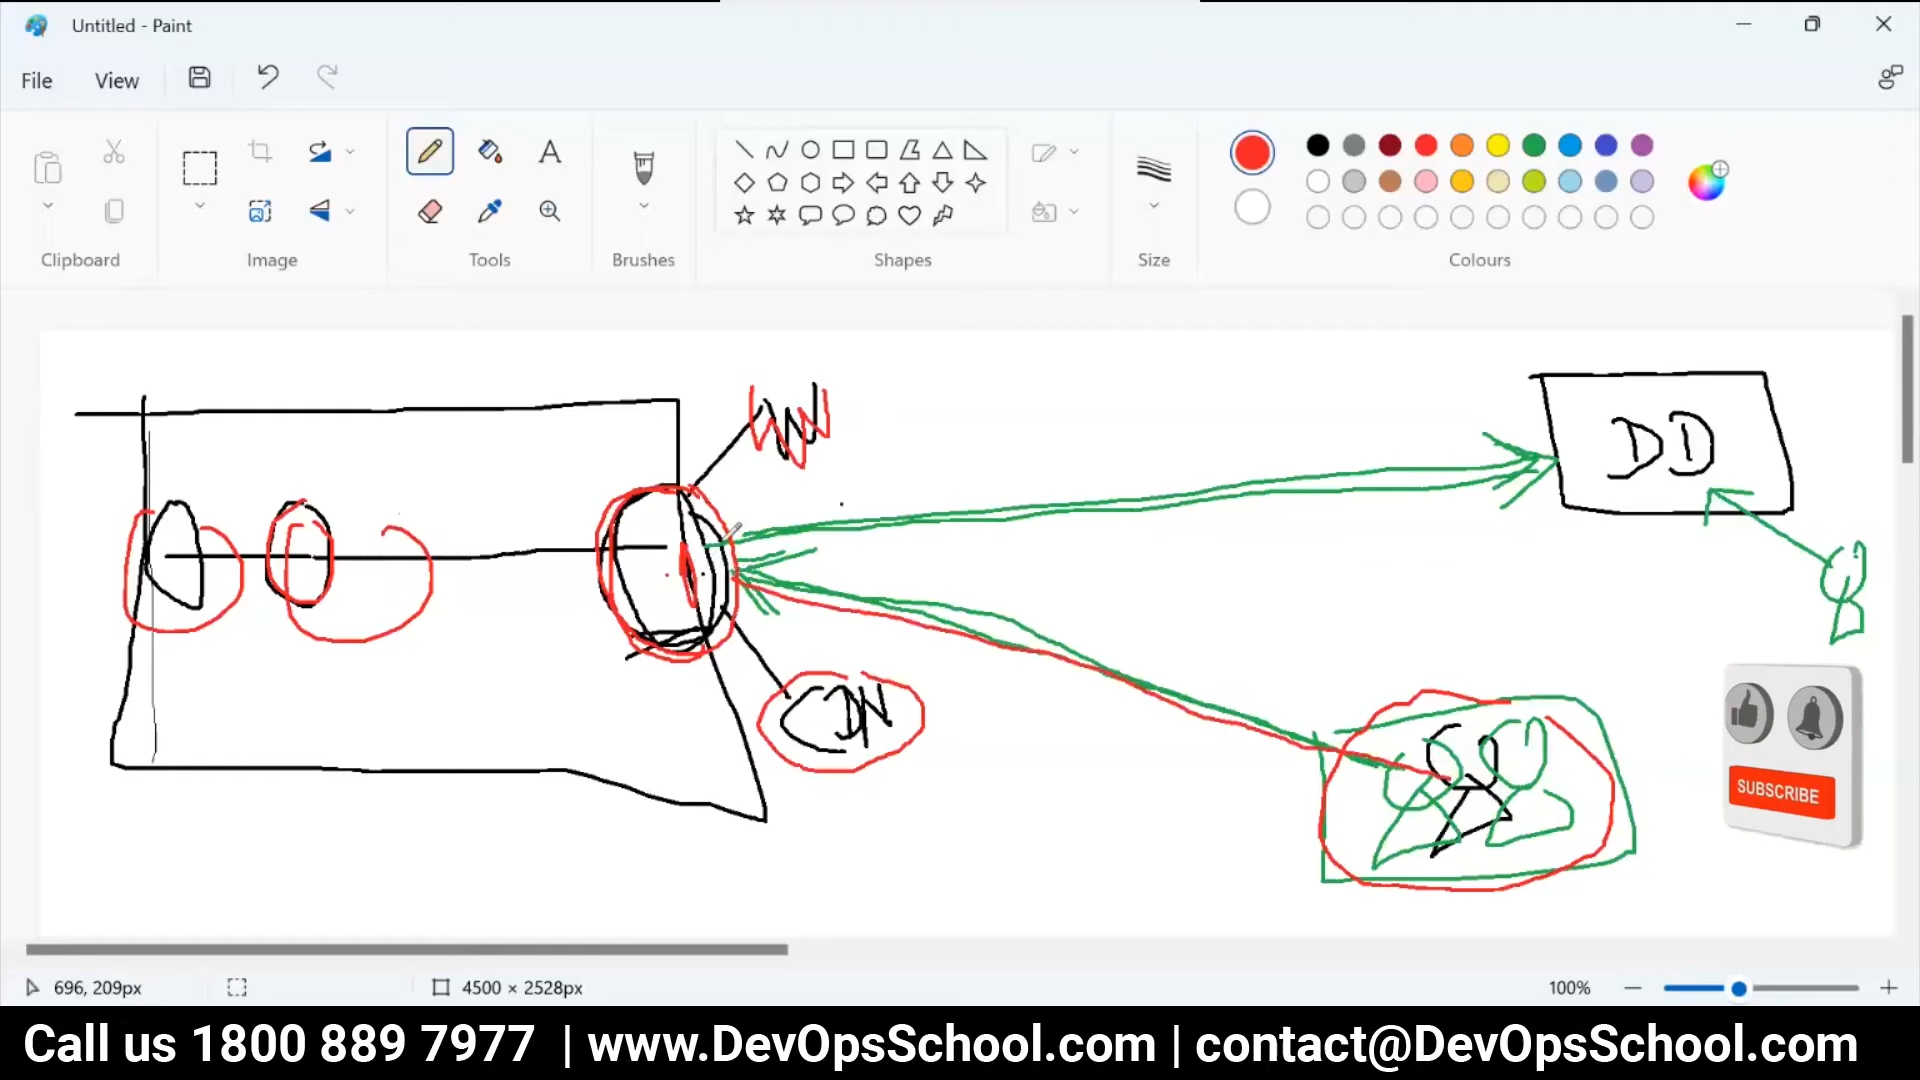 Untitled - Paint
File View
Clipboard Image Tools Brushes Shapes Size Colours
DD
CDN
SUBSCRIBE
696, 209px 4500 × 2528px 100%
Call us 1800 889 7977 | www.DevOpsSchool.com | contact@DevOpsSchool.com